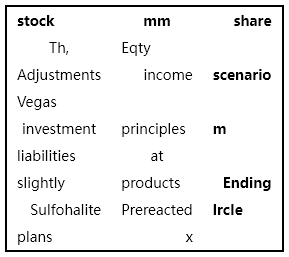 stock mm share
Th, Eqty
Adjustments income scenario
Vegas
investment principles m
liabilities at
slightly products Ending
Sulfohalite Prereacted Ircle
plans x